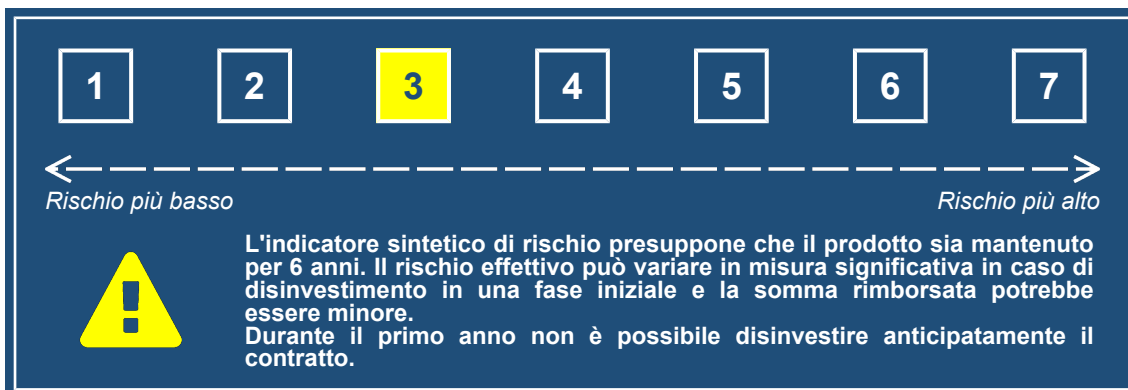 1 2 3 4 5 6 7
Rischio più basso Rischio più alto
L'indicatore sintetico di rischio presuppone che il prodotto sia mantenuto
per 6 anni. Il rischio effettivo può variare in misura significativa in caso di
disinvestimento in una fase iniziale e la somma rimborsata potrebbe
essere minore.
Durante il primo anno non è possibile disinvestire anticipatamente il
contratto.